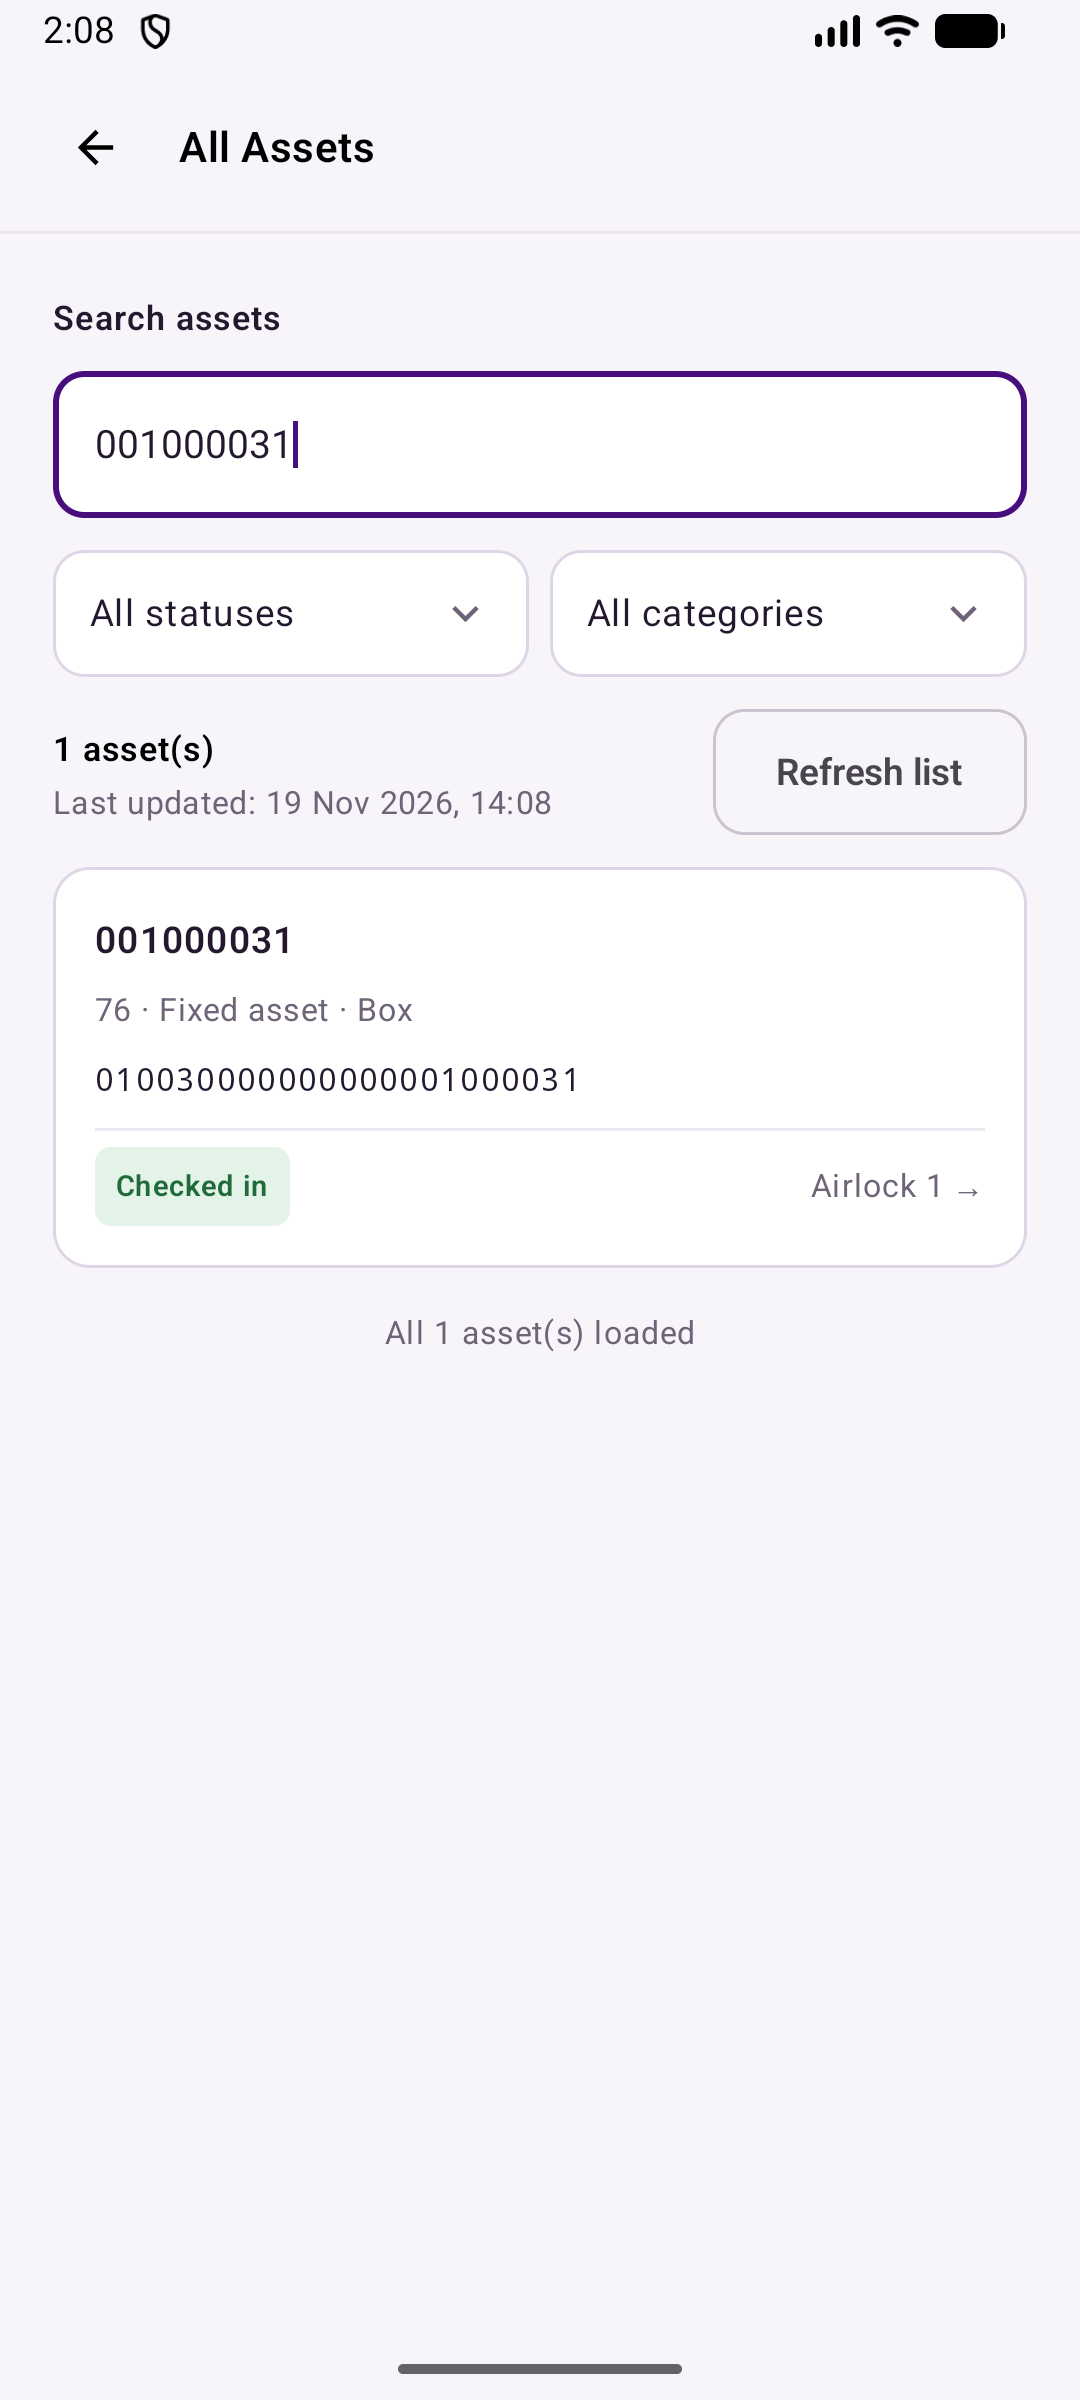 2:08
All Assets
Search assets
001000031
All statuses
All categories
1 asset(s)
Last updated: 19 Nov 2026, 14:08
Refresh list
001000031
76 · Fixed asset · Box
010030000000000001000031
Checked in
Airlock 1 →
All 1 asset(s) loaded